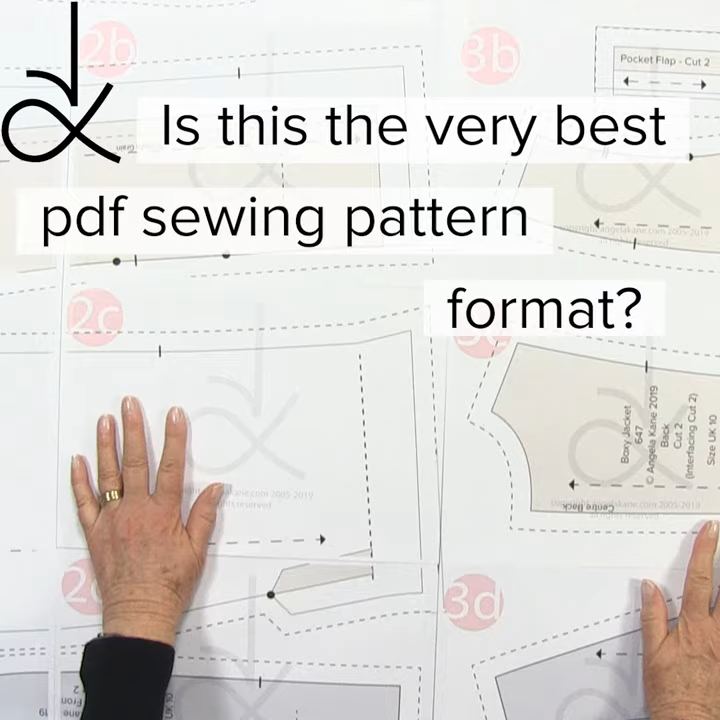 2b
3b
Pocket Flap - Cut 2
Is this the very best
pdf sewing pattern
format?
2c
Boxy Jacket
647
© Angela Kane 2019
Back
Cut 2
(Interfacing Cut 2)
Size UK 10
Centre Back
3d